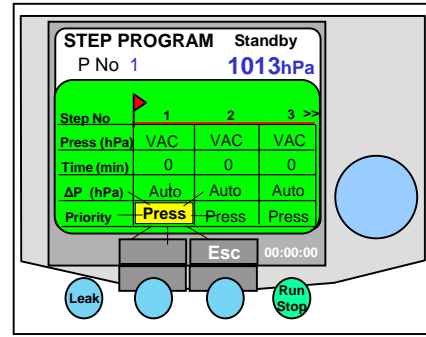 STEP PROGRAM Standby
P No 1 1013hPa
Step No 1 2 3 >>
Press (hPa) VAC VAC VAC
Time (min) 0 0 0
ΔP (hPa) Auto Auto Auto
Priority Press Press Press
Esc 00:00:00
Leak Run
Stop